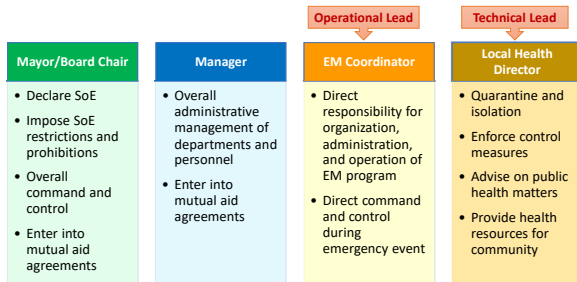 Operational Lead
Technical Lead
Mayor/Board Chair
• Declare SoE
• Impose SoE
restrictions and
prohibitions
• Overall
command and
control
• Enter into
mutual aid
agreements
Manager
• Overall
administrative
management of
departments and
personnel
• Enter into
mutual aid
agreements
EM Coordinator
• Direct
responsibility for
organization,
administration,
and operation of
EM program
• Direct command
and control
during
emergency event
Local Health
Director
• Quarantine and
isolation
• Enforce control
measures
• Advise on public
health matters
• Provide health
resources for
community